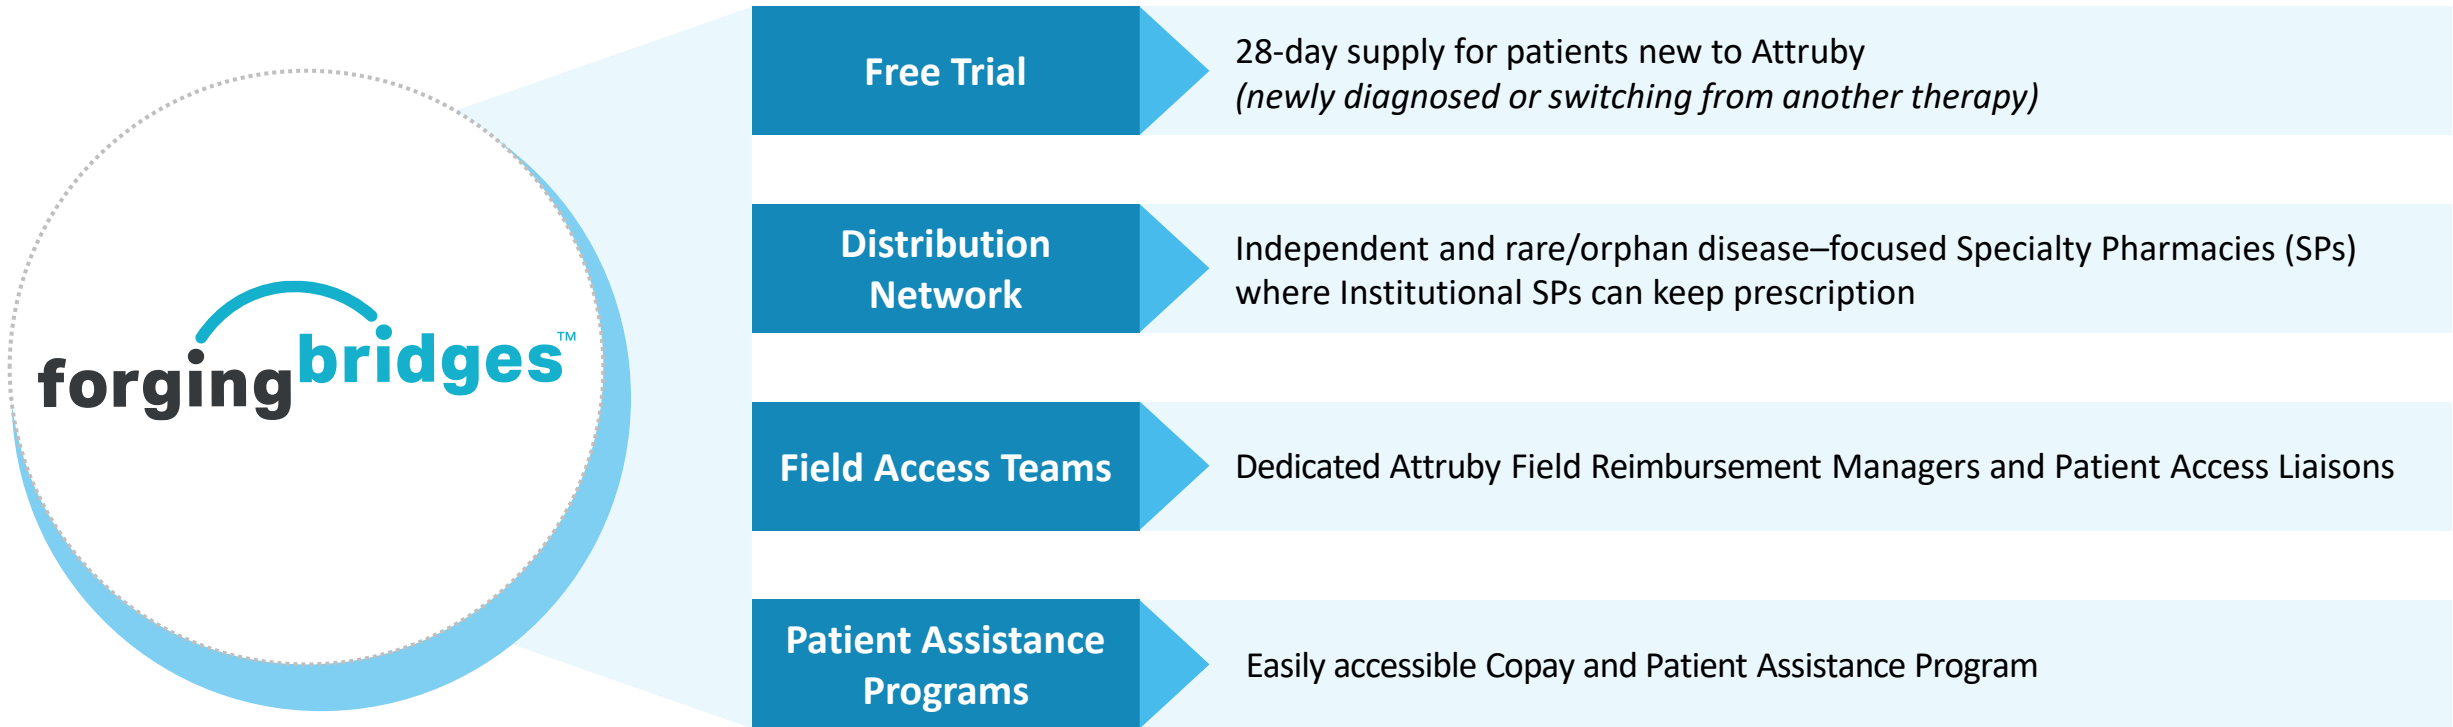 forgingbridges™
Free Trial
28-day supply for patients new to Attruby
(newly diagnosed or switching from another therapy)
Distribution
Network
Independent and rare/orphan disease–focused Specialty Pharmacies (SPs)
where Institutional SPs can keep prescription
Field Access Teams
Dedicated Attruby Field Reimbursement Managers and Patient Access Liaisons
Patient Assistance
Programs
Easily accessible Copay and Patient Assistance Program